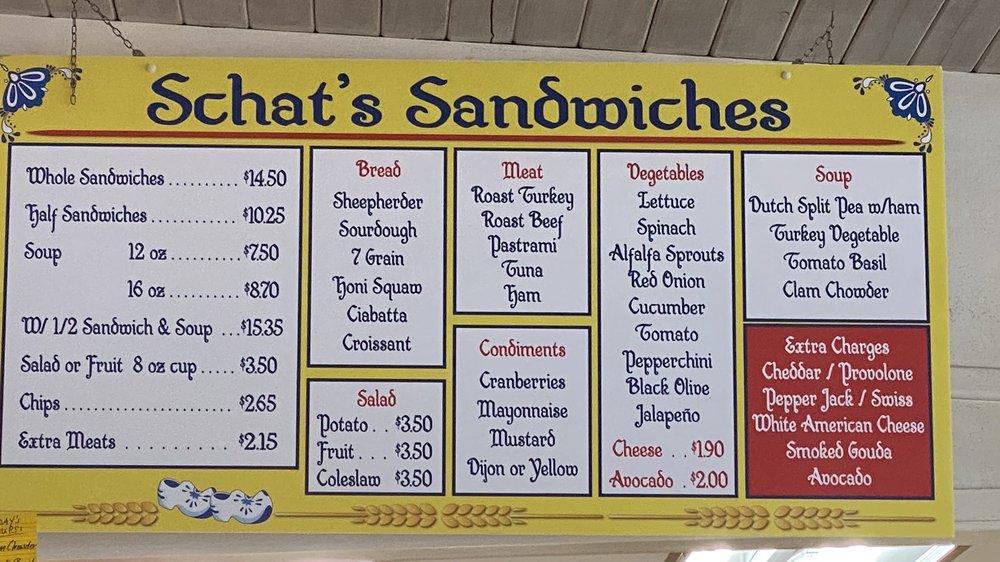 Schat's Sandwiches
Whole Sandwiches.......... $14.50
Half Sandwiches............ $10.25
Soup 12 oz.......... $7.50
16 oz.......... $8.70
W/ 1/2 Sandwich & Soup ...$15.35
Salad or Fruit 8 oz cup..... $3.50
Chips......................... $2.65
Extra Meats . . . . . . . . . $2.15
Bread
Sheepherder
Sourdough
7 Grain
Honi Squaw
Ciabatta
Croissant
Salad
Potato . . $3.50
Fruit . . . $3.50
Coleslaw $3.50
Meat
Roast Turkey
Roast Beef
Pastrami
Tuna
Ham
Condiments
Cranberries
Mayonnaise
Mustard
Dijon or Yellow
Vegetables
Lettuce
Spinach
Alfalfa Sprouts
Red Onion
Cucumber
Tomato
Pepperchini
Black Olive
Jalapeño
Cheese . . $1.90
Avocado . $2.00
Soup
Dutch Split Pea w/ham
Turkey Vegetable
Tomato Basil
Clam Chowder
Extra Charges
Cheddar / Provolone
Pepper Jack / Swiss
White American Cheese
Smoked Gouda
Avocado
Chowder